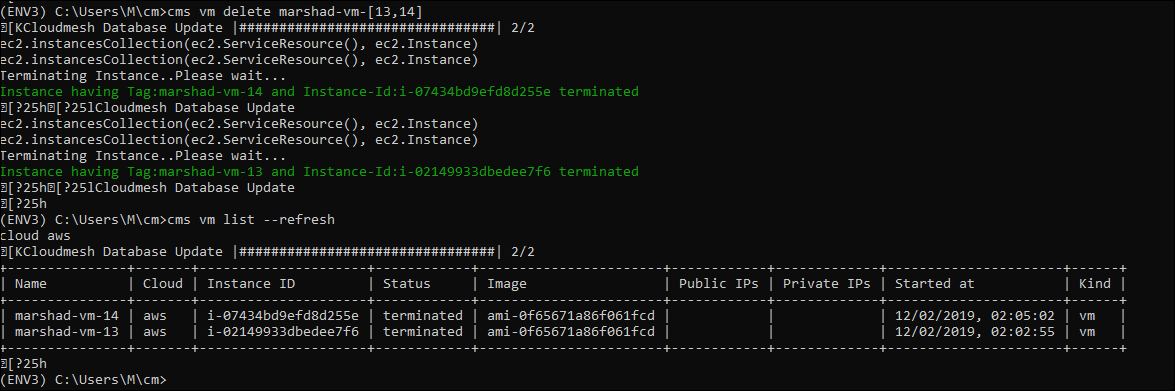 (ENV3) C:\Users\M\cm>cms vm delete marshad-vm-[13,14]
⍰[KCloudmesh Database Update |################################| 2/2
ec2.instancesCollection(ec2.ServiceResource(), ec2.Instance)
ec2.instancesCollection(ec2.ServiceResource(), ec2.Instance)
Terminating Instance..Please wait...
Instance having Tag:marshad-vm-14 and Instance-Id:i-07434bd9efd8d255e terminated
⍰[?25h⍰[?25lCloudmesh Database Update
ec2.instancesCollection(ec2.ServiceResource(), ec2.Instance)
ec2.instancesCollection(ec2.ServiceResource(), ec2.Instance)
Terminating Instance..Please wait...
Instance having Tag:marshad-vm-13 and Instance-Id:i-02149933dbedee7f6 terminated
⍰[?25h⍰[?25lCloudmesh Database Update
⍰[?25h
(ENV3) C:\Users\M\cm>cms vm list --refresh
cloud aws
⍰[KCloudmesh Database Update |################################| 2/2
+---------------+-------+---------------------+------------+-----------------------+------------+-------------+----------------------+------+
| Name          | Cloud | Instance ID         | Status     | Image                 | Public IPs | Private IPs | Started at           | Kind |
+---------------+-------+---------------------+------------+-----------------------+------------+-------------+----------------------+------+
| marshad-vm-14 | aws   | i-07434bd9efd8d255e | terminated | ami-0f65671a86f061fcd |            |             | 12/02/2019, 02:05:02 | vm   |
| marshad-vm-13 | aws   | i-02149933dbedee7f6 | terminated | ami-0f65671a86f061fcd |            |             | 12/02/2019, 02:02:55 | vm   |
+---------------+-------+---------------------+------------+-----------------------+------------+-------------+----------------------+------+
⍰[?25h
(ENV3) C:\Users\M\cm>